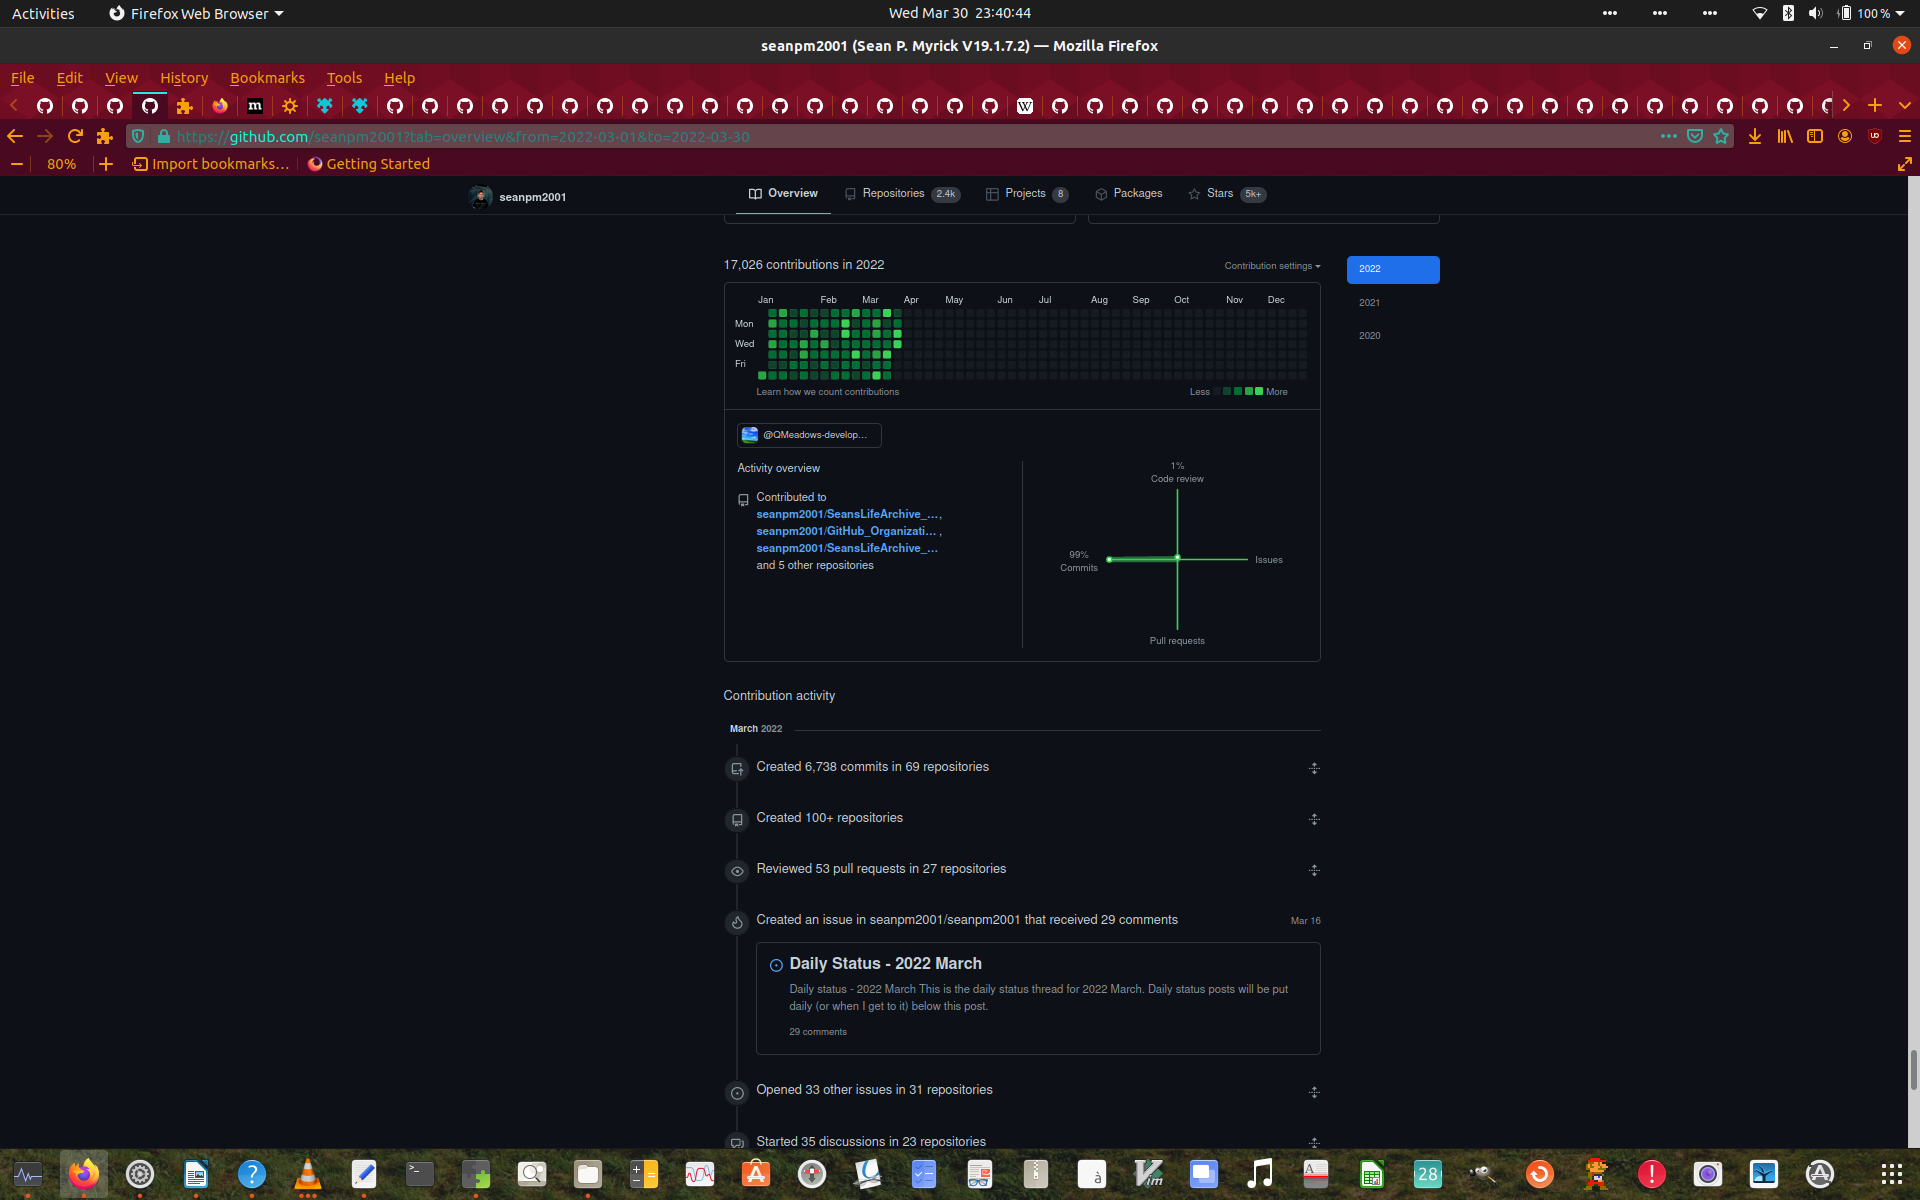 Activities
Firefox Web Browser
Wed Mar 30 23:40:44
100 %
seanpm2001 (Sean P. Myrick V19.1.7.2) — Mozilla Firefox
File Edit View History Bookmarks Tools Help
https://github.com/seanpm2001?tab=overview&from=2022-03-01&to=2022-03-30
80%
Import bookmarks...
Getting Started
seanpm2001
Overview
Repositories 2.4k
Projects 8
Packages
Stars 5k+
17,026 contributions in 2022
Contribution settings
2022
2021
2020
Jan Feb Mar Apr May Jun Jul Aug Sep Oct Nov Dec
Mon
Wed
Fri
Learn how we count contributions
Less
More
@QMeadows-develop...
Activity overview
Contributed to
seanpm2001/SeansLifeArchive_...,
seanpm2001/GitHub_Organizati... ,
seanpm2001/SeansLifeArchive_...
and 5 other repositories
1%
Code review
99%
Commits
Issues
Pull requests
Contribution activity
March 2022
Created 6,738 commits in 69 repositories
Created 100+ repositories
Reviewed 53 pull requests in 27 repositories
Created an issue in seanpm2001/seanpm2001 that received 29 comments
Mar 16
Daily Status - 2022 March
Daily status - 2022 March This is the daily status thread for 2022 March. Daily status posts will be put
daily (or when I get to it) below this post.
29 comments
Opened 33 other issues in 31 repositories
Started 35 discussions in 23 repositories
28